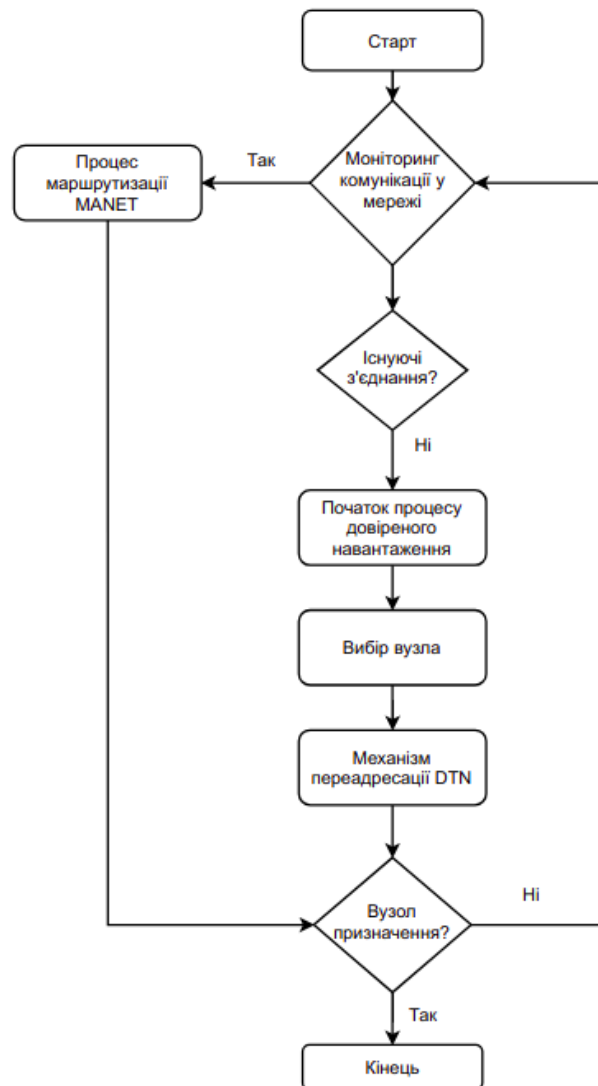 Старт
Процес
маршрутизації
MANET
Так
Моніторинг
комунікації у
мережі
Існуючі
з'єднання?
Ні
Початок процесу
довіреного
навантаження
Вибір вузла
Механізм
переадресації DTN
Вузол
призначення?
Ні
Так
Кінець